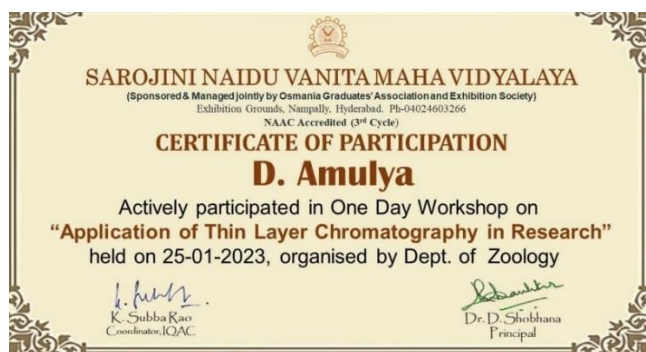 SAROJINI NAIDU VANITA MAHA VIDYALAYA
(Sponsored & Managed jointly by Osmania Graduates' Association and Exhibition Society)
Exhibition Grounds, Nampally, Hyderabad. Ph-04024603266
NAAC Accredited (3rd Cycle)
CERTIFICATE OF PARTICIPATION
D. Amulya
Actively participated in One Day Workshop on
“Application of Thin Layer Chromatography in Research”
held on 25-01-2023, organised by Dept. of Zoology
K. Subba Rao
Coordinator, IQAC
Dr. D. Shobhana
Principal